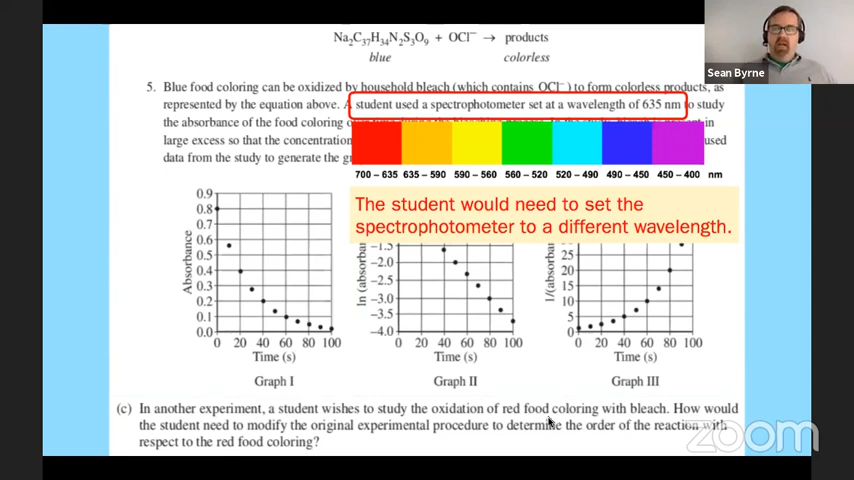 Na₂C₃₇H₃₄N₂S₃O₉ + OCl⁻ → products
blue colorless
Sean Byrne
5. Blue food coloring can be oxidized by household bleach (which contains OCl⁻) to form colorless products, as
represented by the equation above. A student used a spectrophotometer set at a wavelength of 635 nm to study
the absorbance of the food coloring
large excess so that the concentration used
data from the study to generate the
700 – 635 635 – 590 590 – 560 560 – 520 520 – 490 490 – 450 450 – 400 nm
The student would need to set the
spectrophotometer to a different wavelength.
Absorbance
0.9
0.8
0.7
0.6
0.5
0.4
0.3
0.2
0.1
0.0
0 20 40 60 80 100
Time (s)
Graph I
ln (absorba
−1.5
−2.0
−2.5
−3.0
−3.5
−4.0
0 20 40 60 80 100
Time (s)
Graph II
1/(absorba
25
20
15
10
5
0
0 20 40 60 80 100
Time (s)
Graph III
(c) In another experiment, a student wishes to study the oxidation of red food coloring with bleach. How would
the student need to modify the original experimental procedure to determine the order of the reaction with
respect to the red food coloring?
zoom